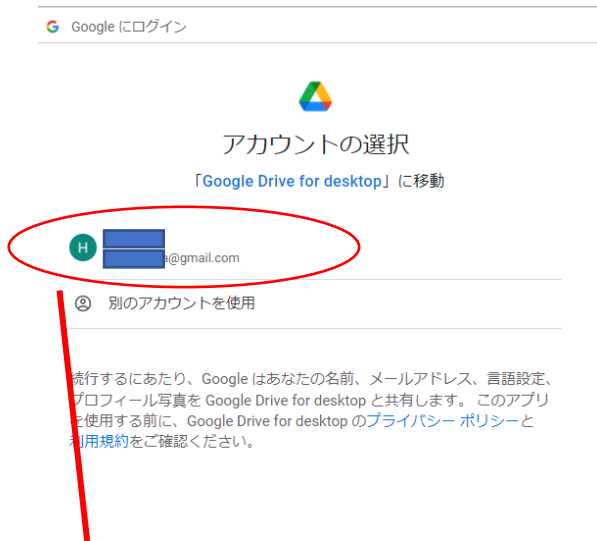 Google にログイン
アカウントの選択
「Google Drive for desktop」に移動
H
@gmail.com
別のアカウントを使用
続行するにあたり、Google はあなたの名前、メールアドレス、言語設定、
プロフィール写真を Google Drive for desktop と共有します。 このアプリ
を使用する前に、Google Drive for desktop のプライバシー ポリシーと
利用規約をご確認ください。